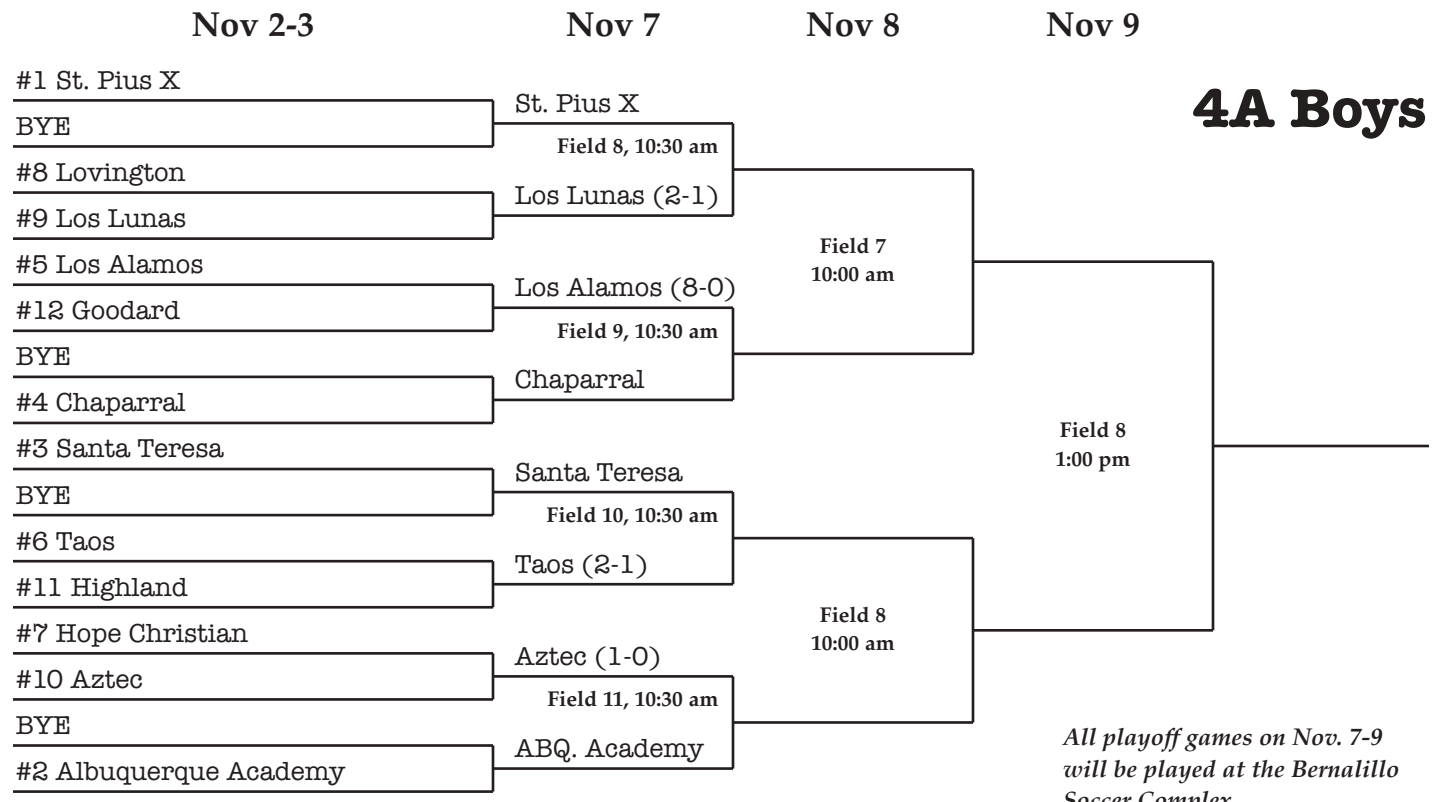 Nov 2-3 Nov 7 Nov 8 Nov 9
4A Boys
#1 St. Pius X
BYE
#8 Lovington
#9 Los Lunas
#5 Los Alamos
#12 Goodard
BYE
#4 Chaparral
#3 Santa Teresa
BYE
#6 Taos
#11 Highland
#7 Hope Christian
#10 Aztec
BYE
#2 Albuquerque Academy
St. Pius X
Field 8, 10:30 am
Los Lunas (2-1)
Los Alamos (8-0)
Field 9, 10:30 am
Chaparral
Santa Teresa
Field 10, 10:30 am
Taos (2-1)
Aztec (1-0)
Field 11, 10:30 am
ABQ. Academy
Field 7
10:00 am
Field 8
10:00 am
Field 8
1:00 pm
All playoff games on Nov. 7-9
will be played at the Bernalillo
Soccer Complex